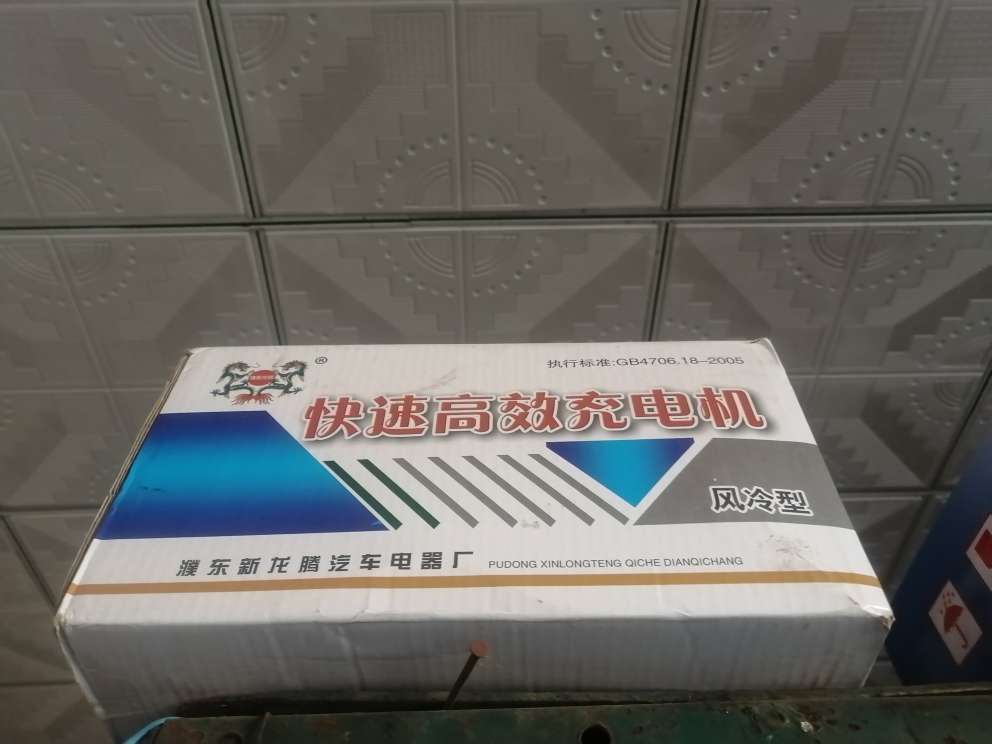 ®
执行标准:GB4706.18-2005
快速高效充电机
风冷型
濮东新龙腾汽车电器厂 PUDONG XINLONGTENG QICHE DIANQICHANG